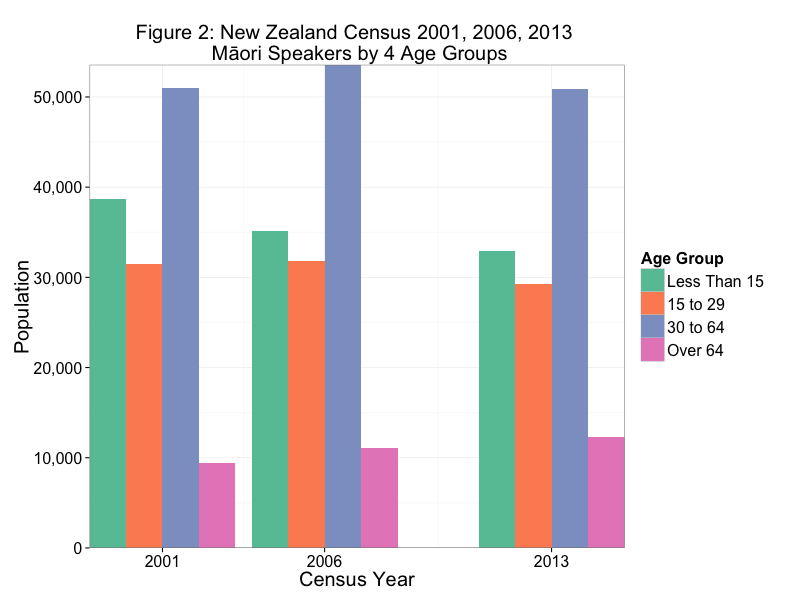 Figure 2: New Zealand Census 2001, 2006, 2013
Māori Speakers by 4 Age Groups
Population
50,000
40,000
30,000
20,000
10,000
0
2001 2006 2013
Census Year
Age Group
Less Than 15
15 to 29
30 to 64
Over 64